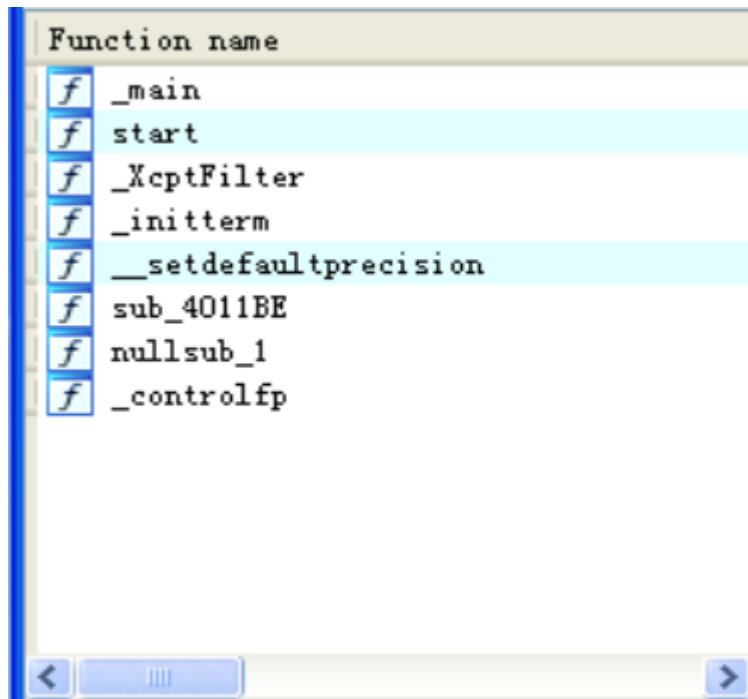 Function name
f _main
f start
f _XcptFilter
f _initterm
f __setdefaultprecision
f sub_4011BE
f nullsub_1
f _controlfp